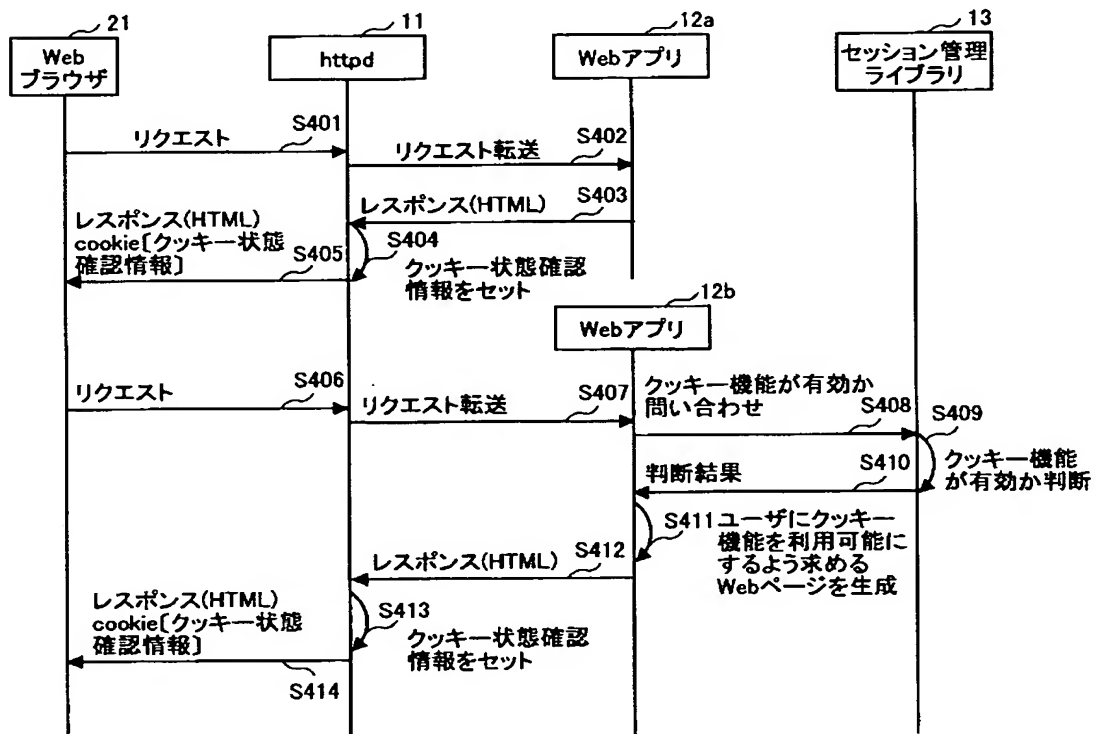 21
11
12a
13
Web
ブラウザ
httpd
Webアプリ
セッション管理
ライブラリ
リクエスト
S401
リクエスト転送
S402
レスポンス(HTML)
S403
レスポンス(HTML)
cookie〔クッキー状態
確認情報〕
S404
クッキー状態確認
情報をセット
S405
12b
Webアプリ
リクエスト
S406
リクエスト転送
S407
クッキー機能が有効か
問い合わせ
S408
S409
クッキー機能
が有効か判断
判断結果
S410
S411
ユーザにクッキー
機能を利用可能に
するよう求める
Webページを生成
レスポンス(HTML)
S412
レスポンス(HTML)
cookie〔クッキー状態
確認情報〕
S413
クッキー状態確認
情報をセット
S414